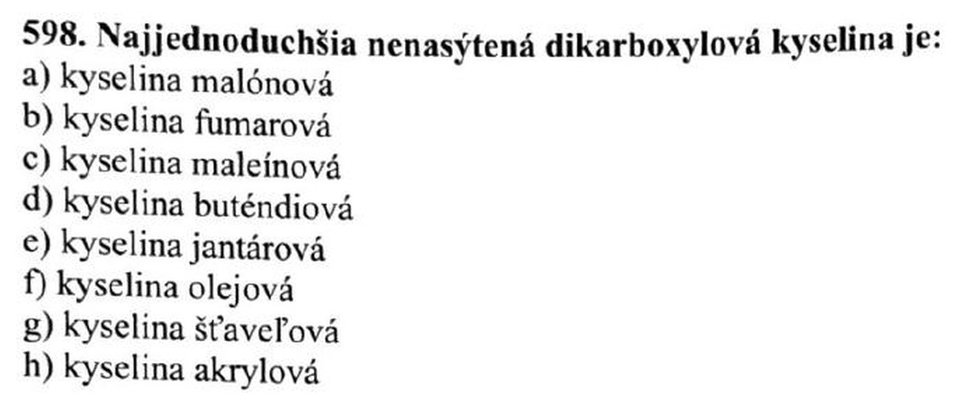 598. Najjednoduchšia nenasýtená dikarboxylová kyselina je:
a) kyselina malónová
b) kyselina fumarová
c) kyselina maleínová
d) kyselina buténdiová
e) kyselina jantárová
f) kyselina olejová
g) kyselina šťaveľová
h) kyselina akrylová